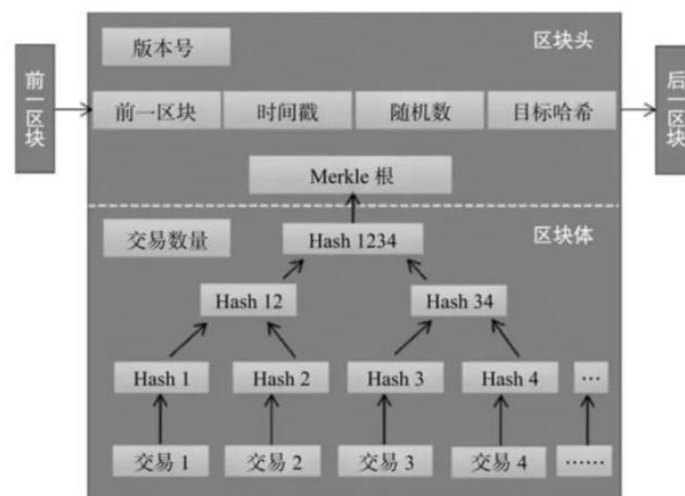 版本号
区块头
前一区块
前一区块
时间戳
随机数
目标哈希
后一区块
Merkle 根
交易数量
Hash 1234
区块体
Hash 12
Hash 34
Hash 1
Hash 2
Hash 3
Hash 4
…
交易 1
交易 2
交易 3
交易 4
……